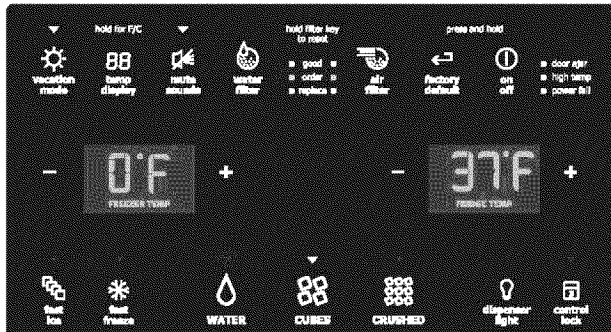 hold for F/C
hold filter key
to reset
press and hold
vacation
mode
88
temp
display
mute
sounds
water
filter
good
order
replace
air
filter
factory
default
on
off
door ajar
high temp
power fail
- 0°F +
FREEZER TEMP
- 37°F +
FRIDGE TEMP
fast
ice
fast
freeze
WATER
CUBES
CRUSHED
dispenser
light
control
lock